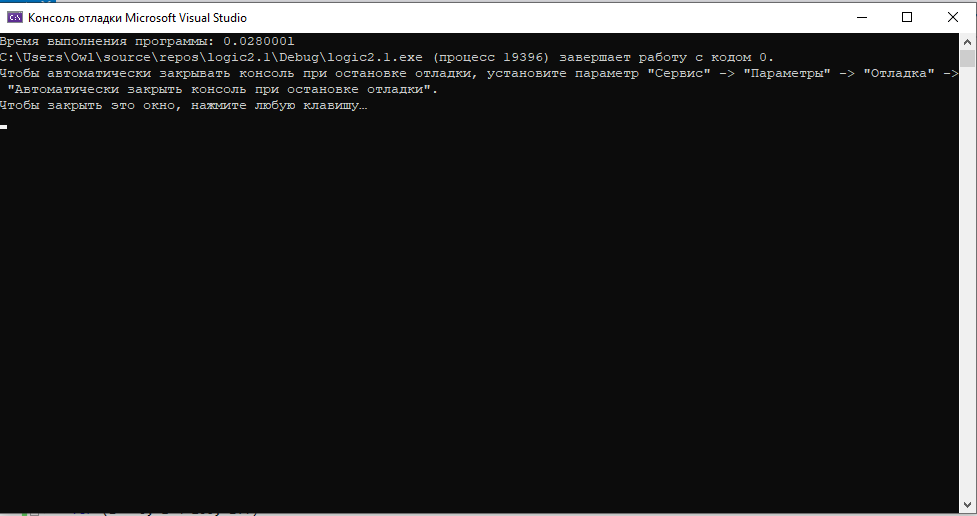 Консоль отладки Microsoft Visual Studio
Время выполнения программы: 0.0280001
C:\Users\Owl\source\repos\logic2.1\Debug\logic2.1.exe (процесс 19396) завершает работу с кодом 0.
Чтобы автоматически закрывать консоль при остановке отладки, установите параметр "Сервис" -> "Параметры" -> "Отладка" ->
"Автоматически закрыть консоль при остановке отладки".
Чтобы закрыть это окно, нажмите любую клавишу…